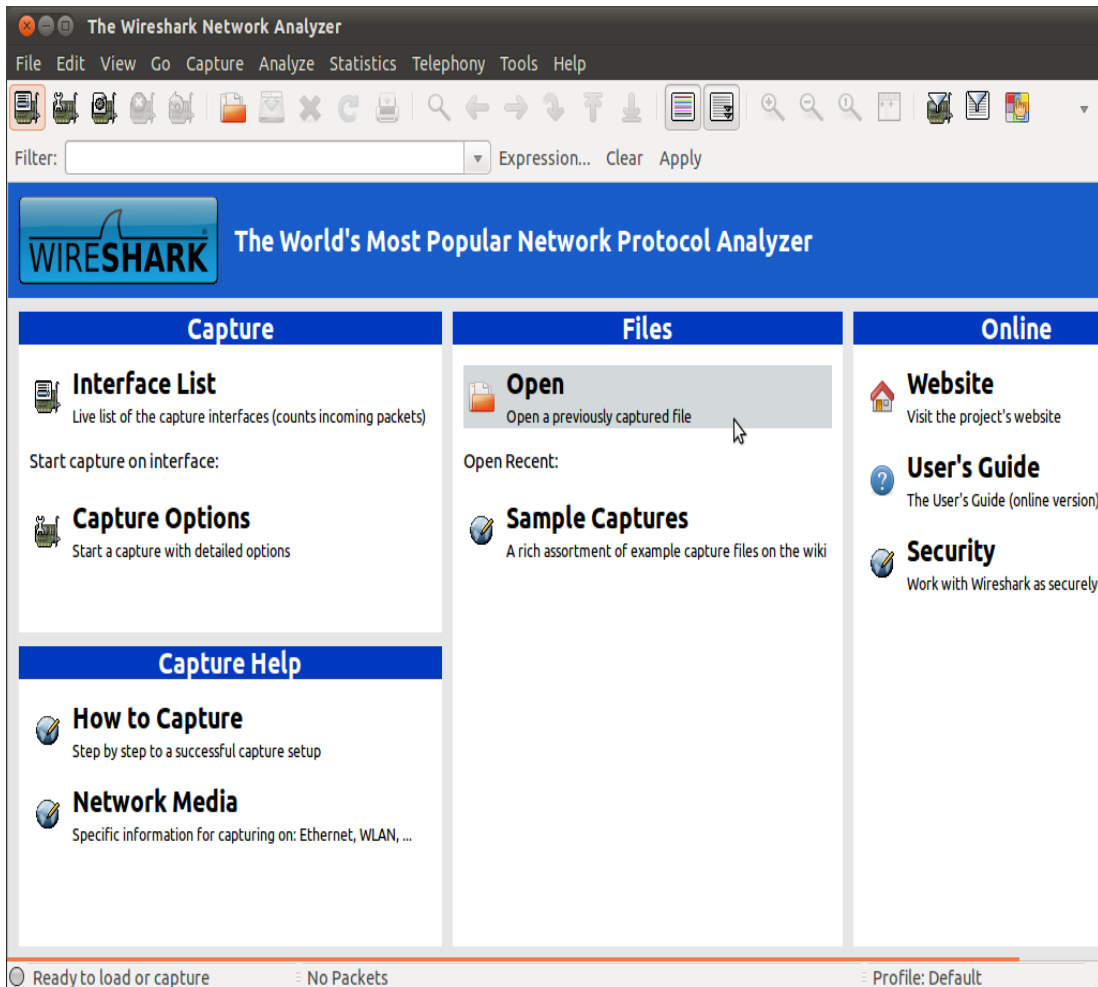 The Wireshark Network Analyzer
File Edit View Go Capture Analyze Statistics Telephony Tools Help
Filter: Expression... Clear Apply
WIRESHARK The World's Most Popular Network Protocol Analyzer
Capture
Interface List
Live list of the capture interfaces (counts incoming packets)
Start capture on interface:
Capture Options
Start a capture with detailed options
Capture Help
How to Capture
Step by step to a successful capture setup
Network Media
Specific information for capturing on: Ethernet, WLAN, ...
Files
Open
Open a previously captured file
Open Recent:
Sample Captures
A rich assortment of example capture files on the wiki
Online
Website
Visit the project's website
User's Guide
The User's Guide (online version)
Security
Work with Wireshark as securely
Ready to load or capture
No Packets
Profile: Default